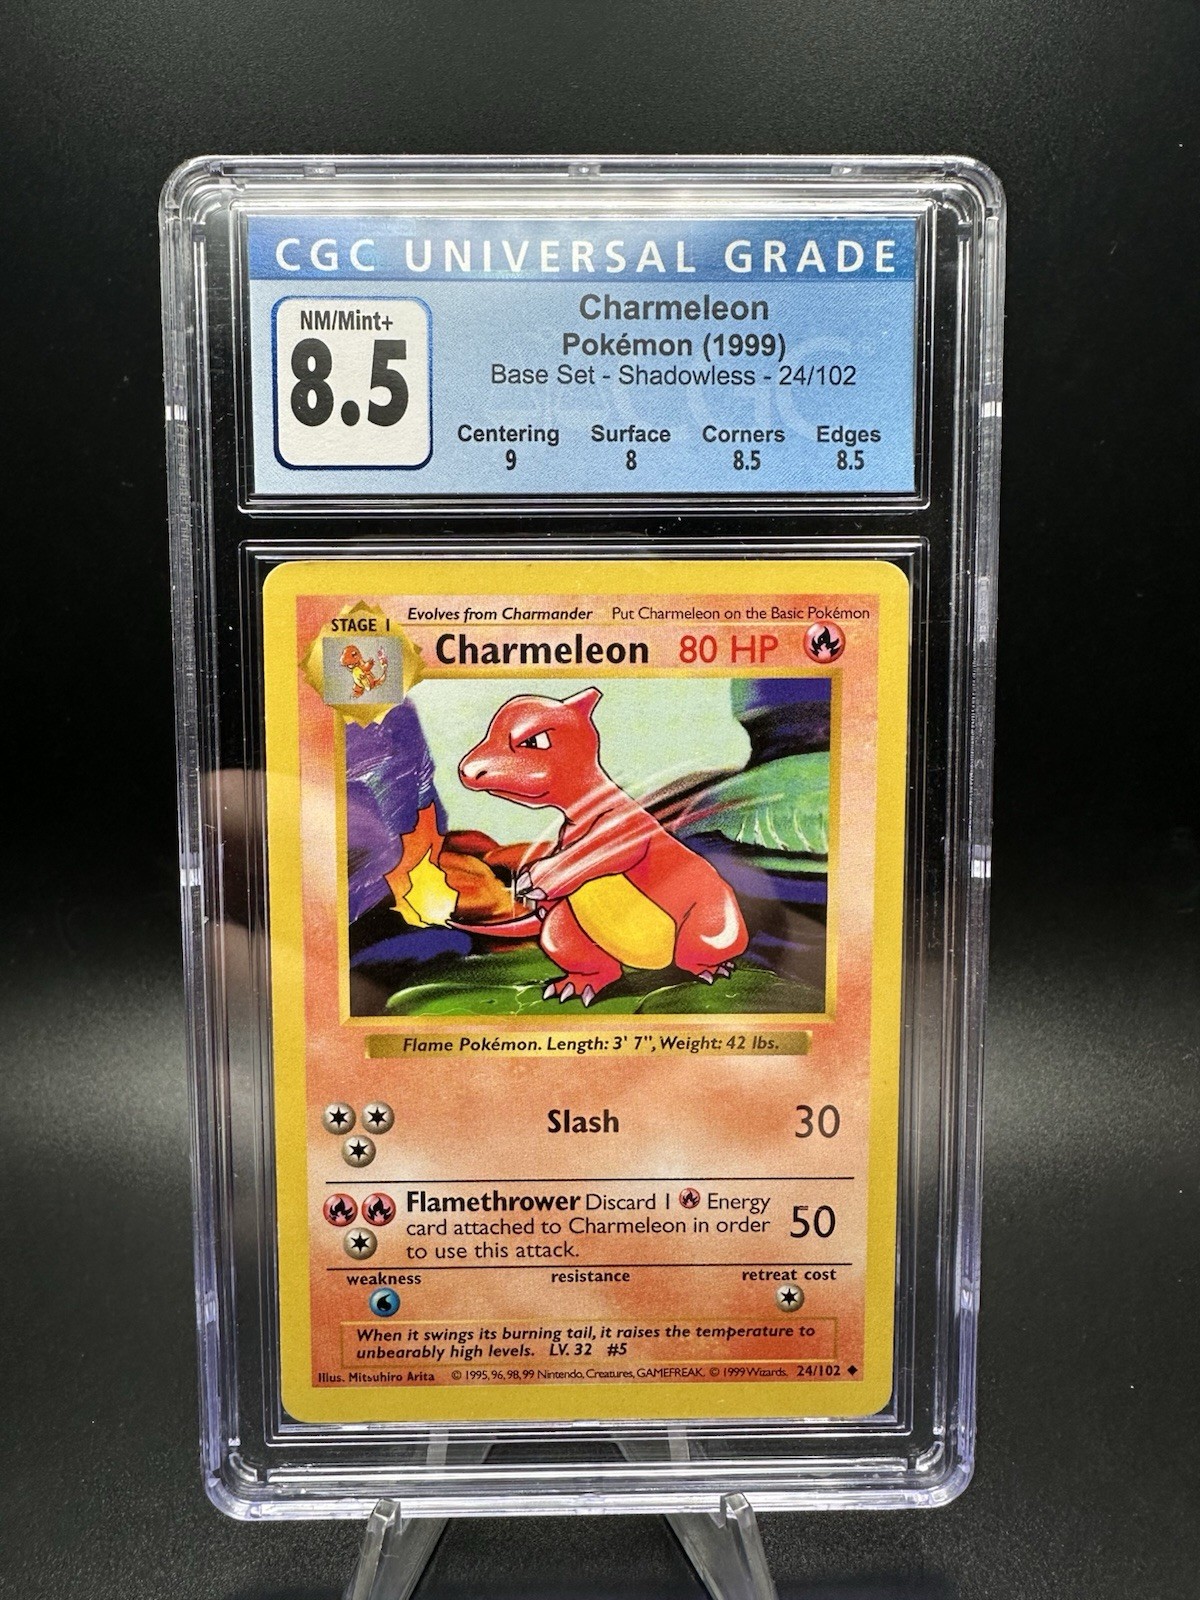 CGC UNIVERSAL GRADE
NM/Mint+
8.5
Charmeleon
Pokémon (1999)
Base Set - Shadowless - 24/102
Centering Surface Corners Edges
9 8 8.5 8.5
Evolves from Charmander Put Charmeleon on the Basic Pokémon
STAGE 1
Charmeleon 80 HP
Flame Pokémon. Length: 3' 7", Weight: 42 lbs.
Slash 30
Flamethrower Discard 1 Energy
card attached to Charmeleon in order
to use this attack.
50
weakness resistance retreat cost
When it swings its burning tail, it raises the temperature to
unbearably high levels. LV. 32 #5
Illus. Mitsuhiro Arita © 1995, 96, 98, 99 Nintendo, Creatures, GAMEFREAK. © 1999 Wizards. 24/102